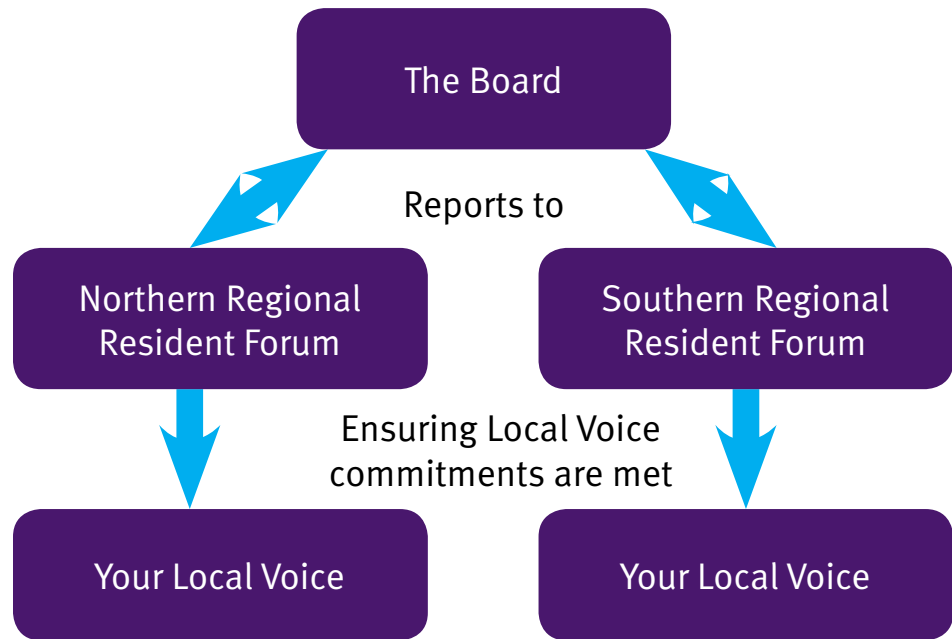 The Board
Reports to
Northern Regional
Resident Forum
Southern Regional
Resident Forum
Ensuring Local Voice
commitments are met
Your Local Voice
Your Local Voice